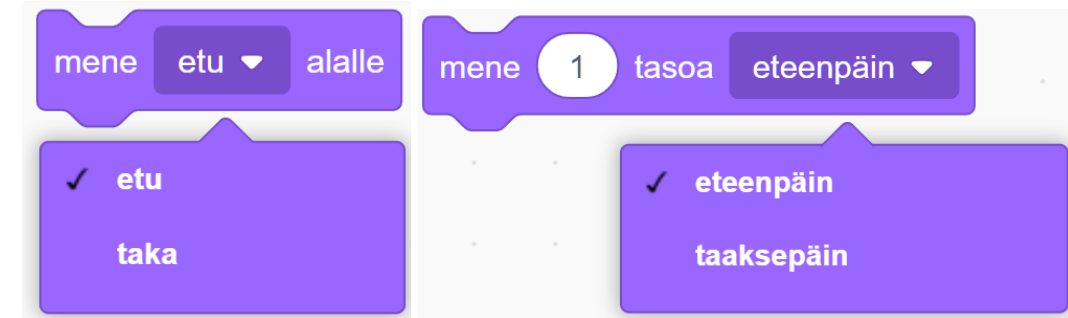 mene etu alalle
etu
taka
mene 1 tasoa eteenpäin
eteenpäin
taaksepäin